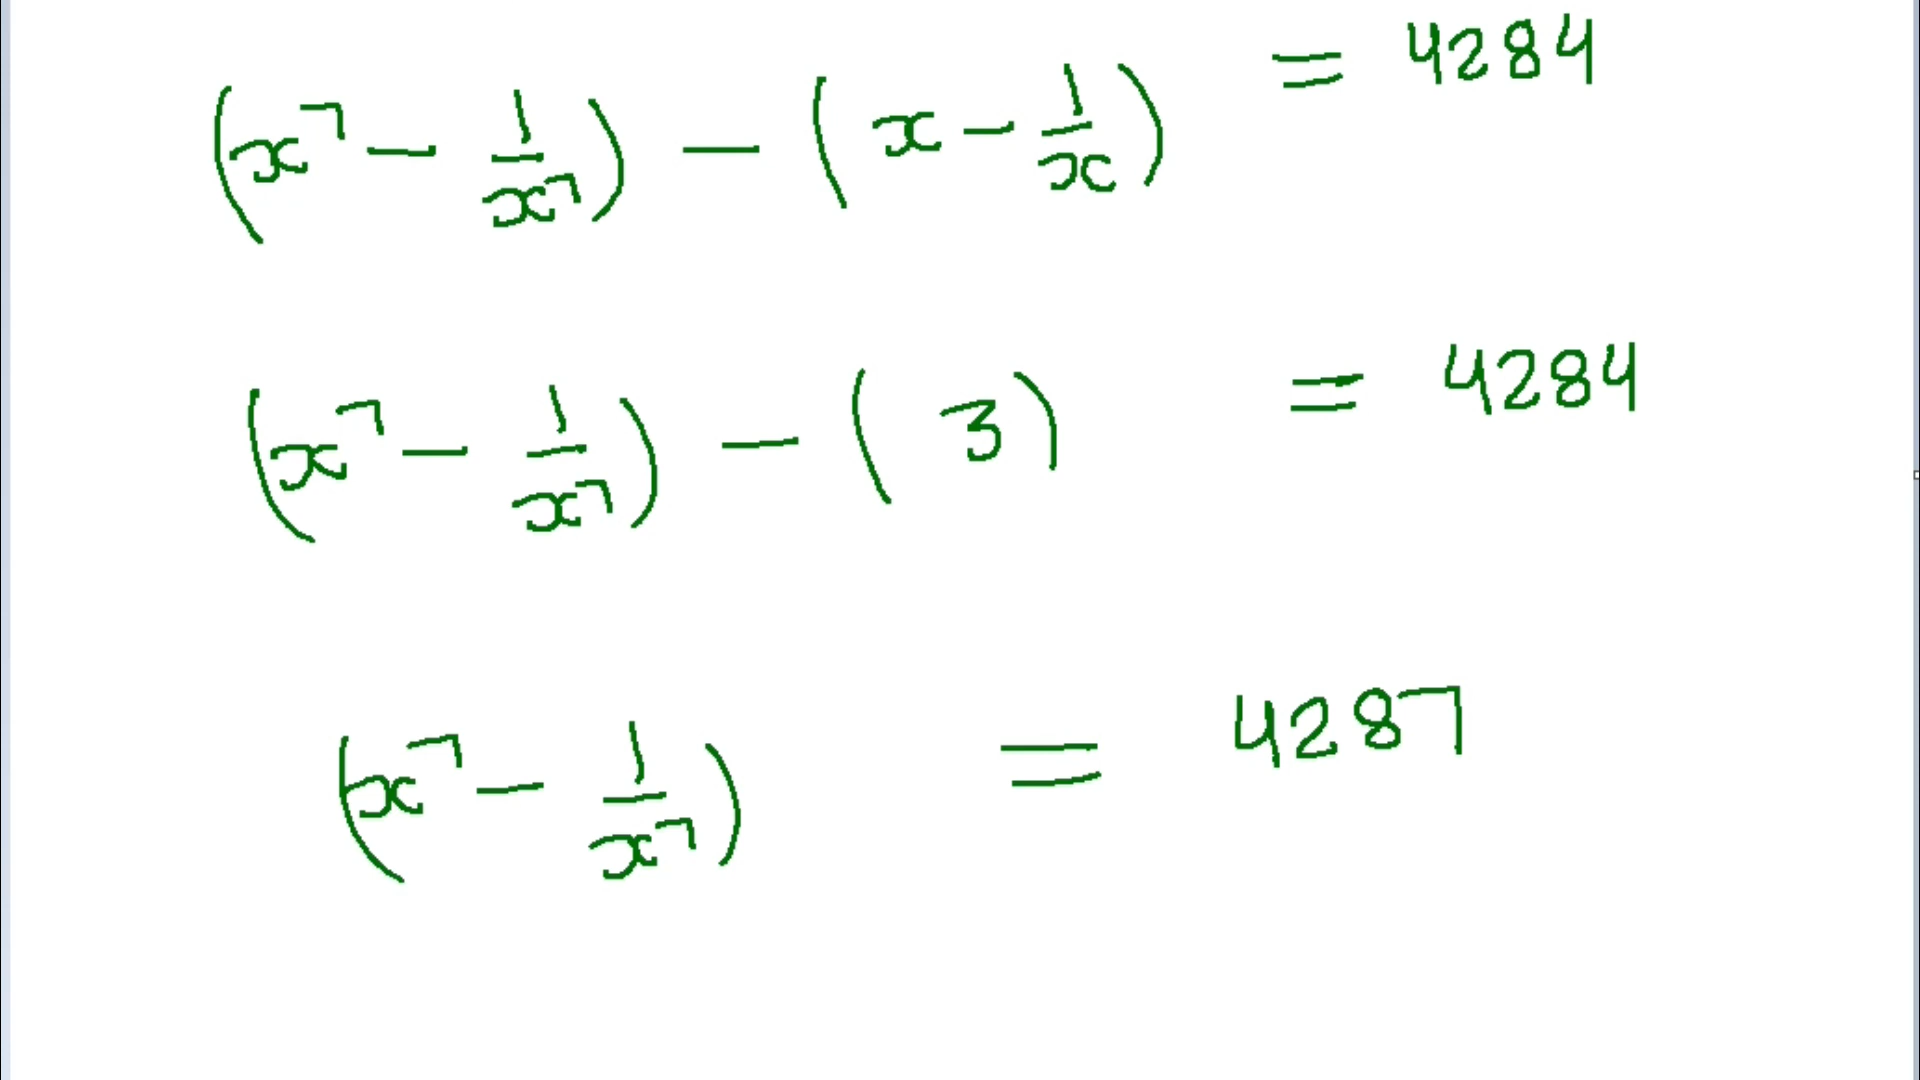 (x⁷ - 1/x⁷) - (x - 1/x) = 4284
(x⁷ - 1/x⁷) - (3) = 4284
(x⁷ - 1/x⁷) = 4287